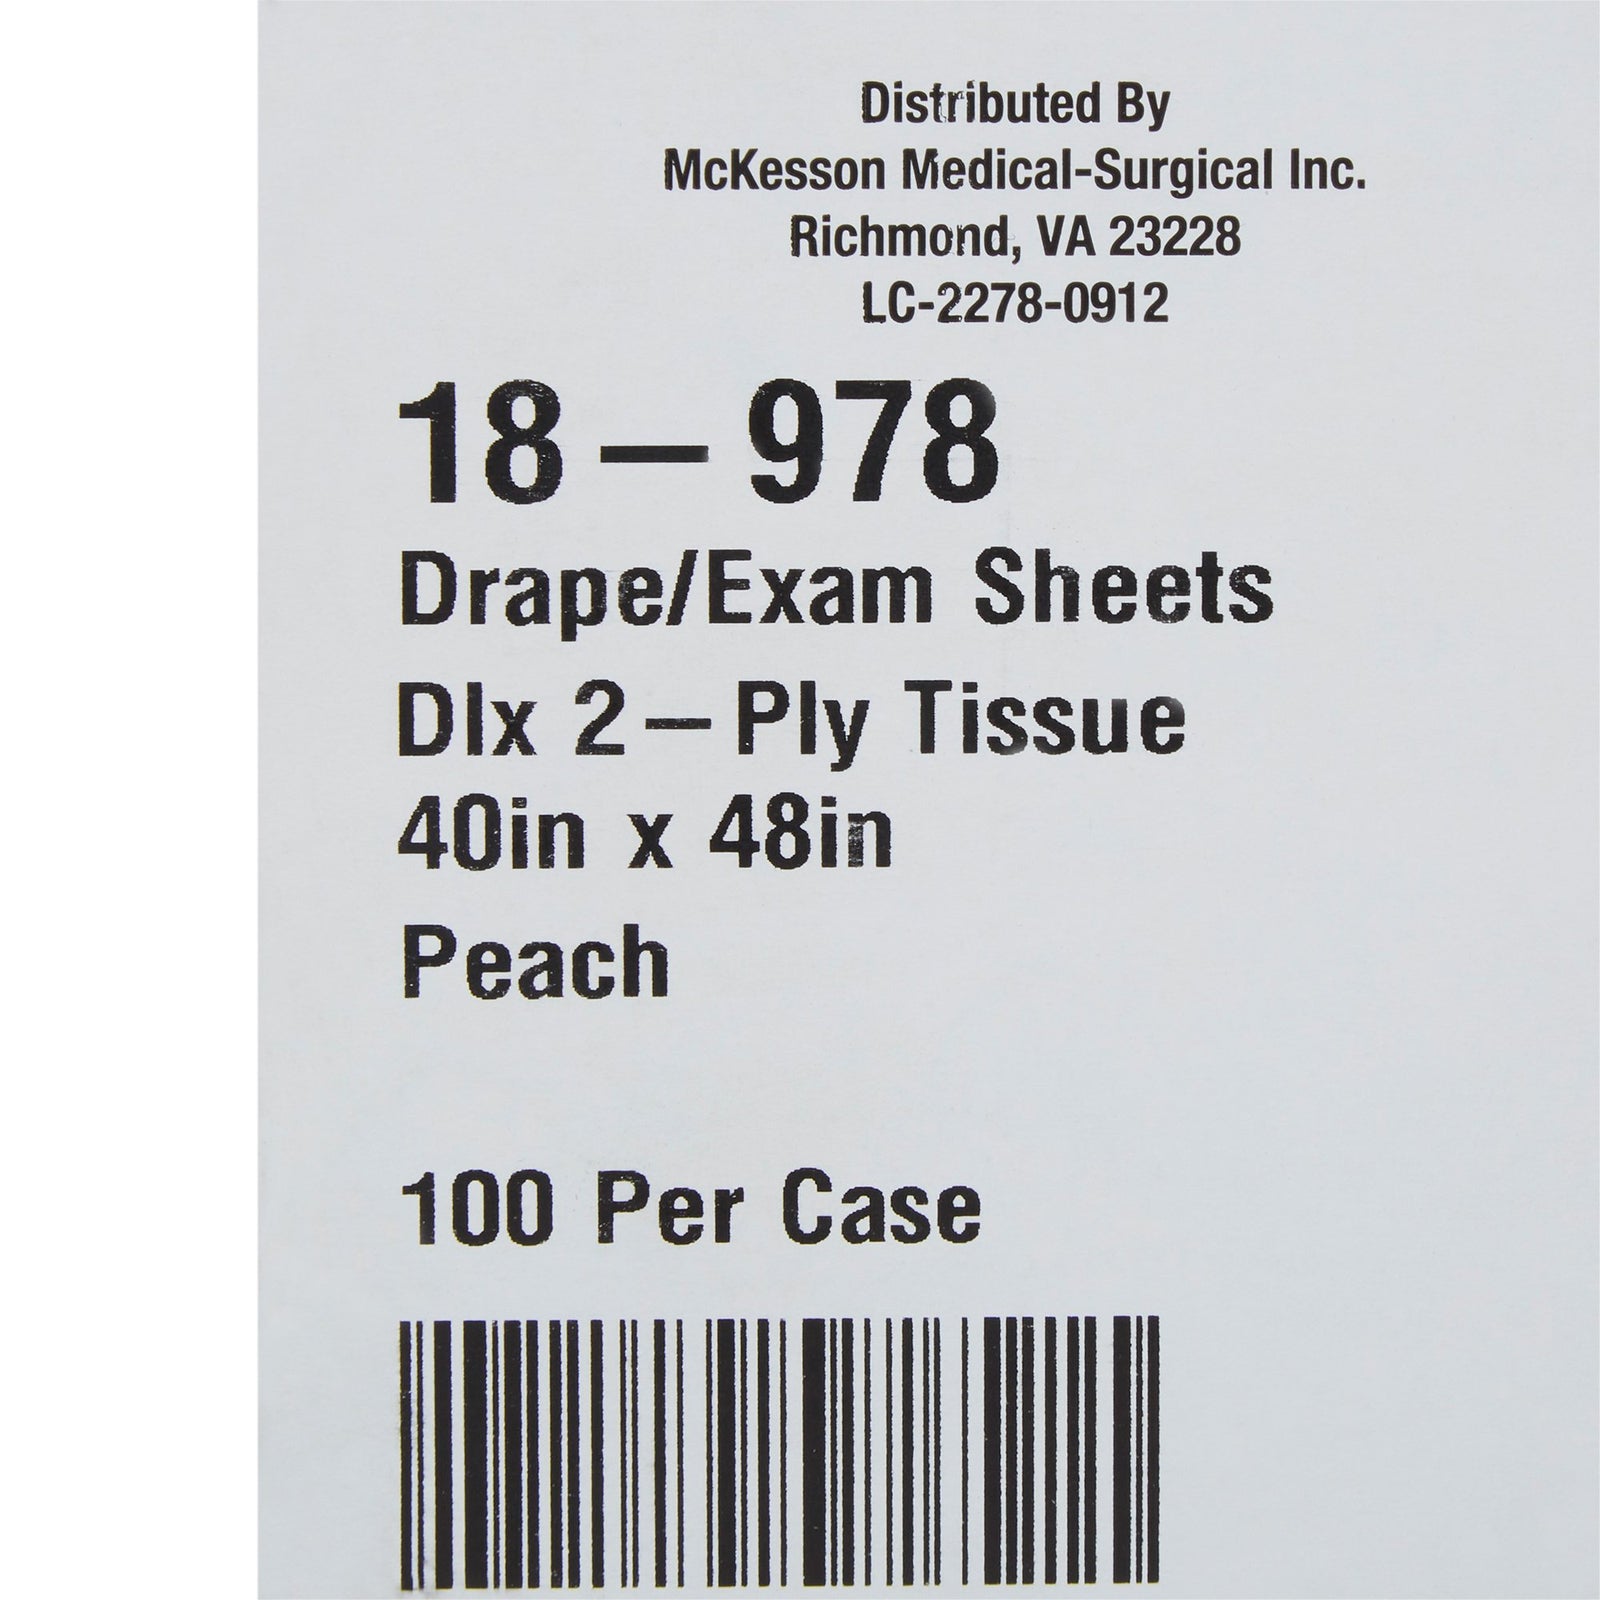 Distributed By
McKesson Medical-Surgical Inc.
Richmond, VA 23228
LC-2278-0912
18-978
Drape/Exam Sheets
Dlx 2-Ply Tissue
40in x 48in
Peach
100 Per Case